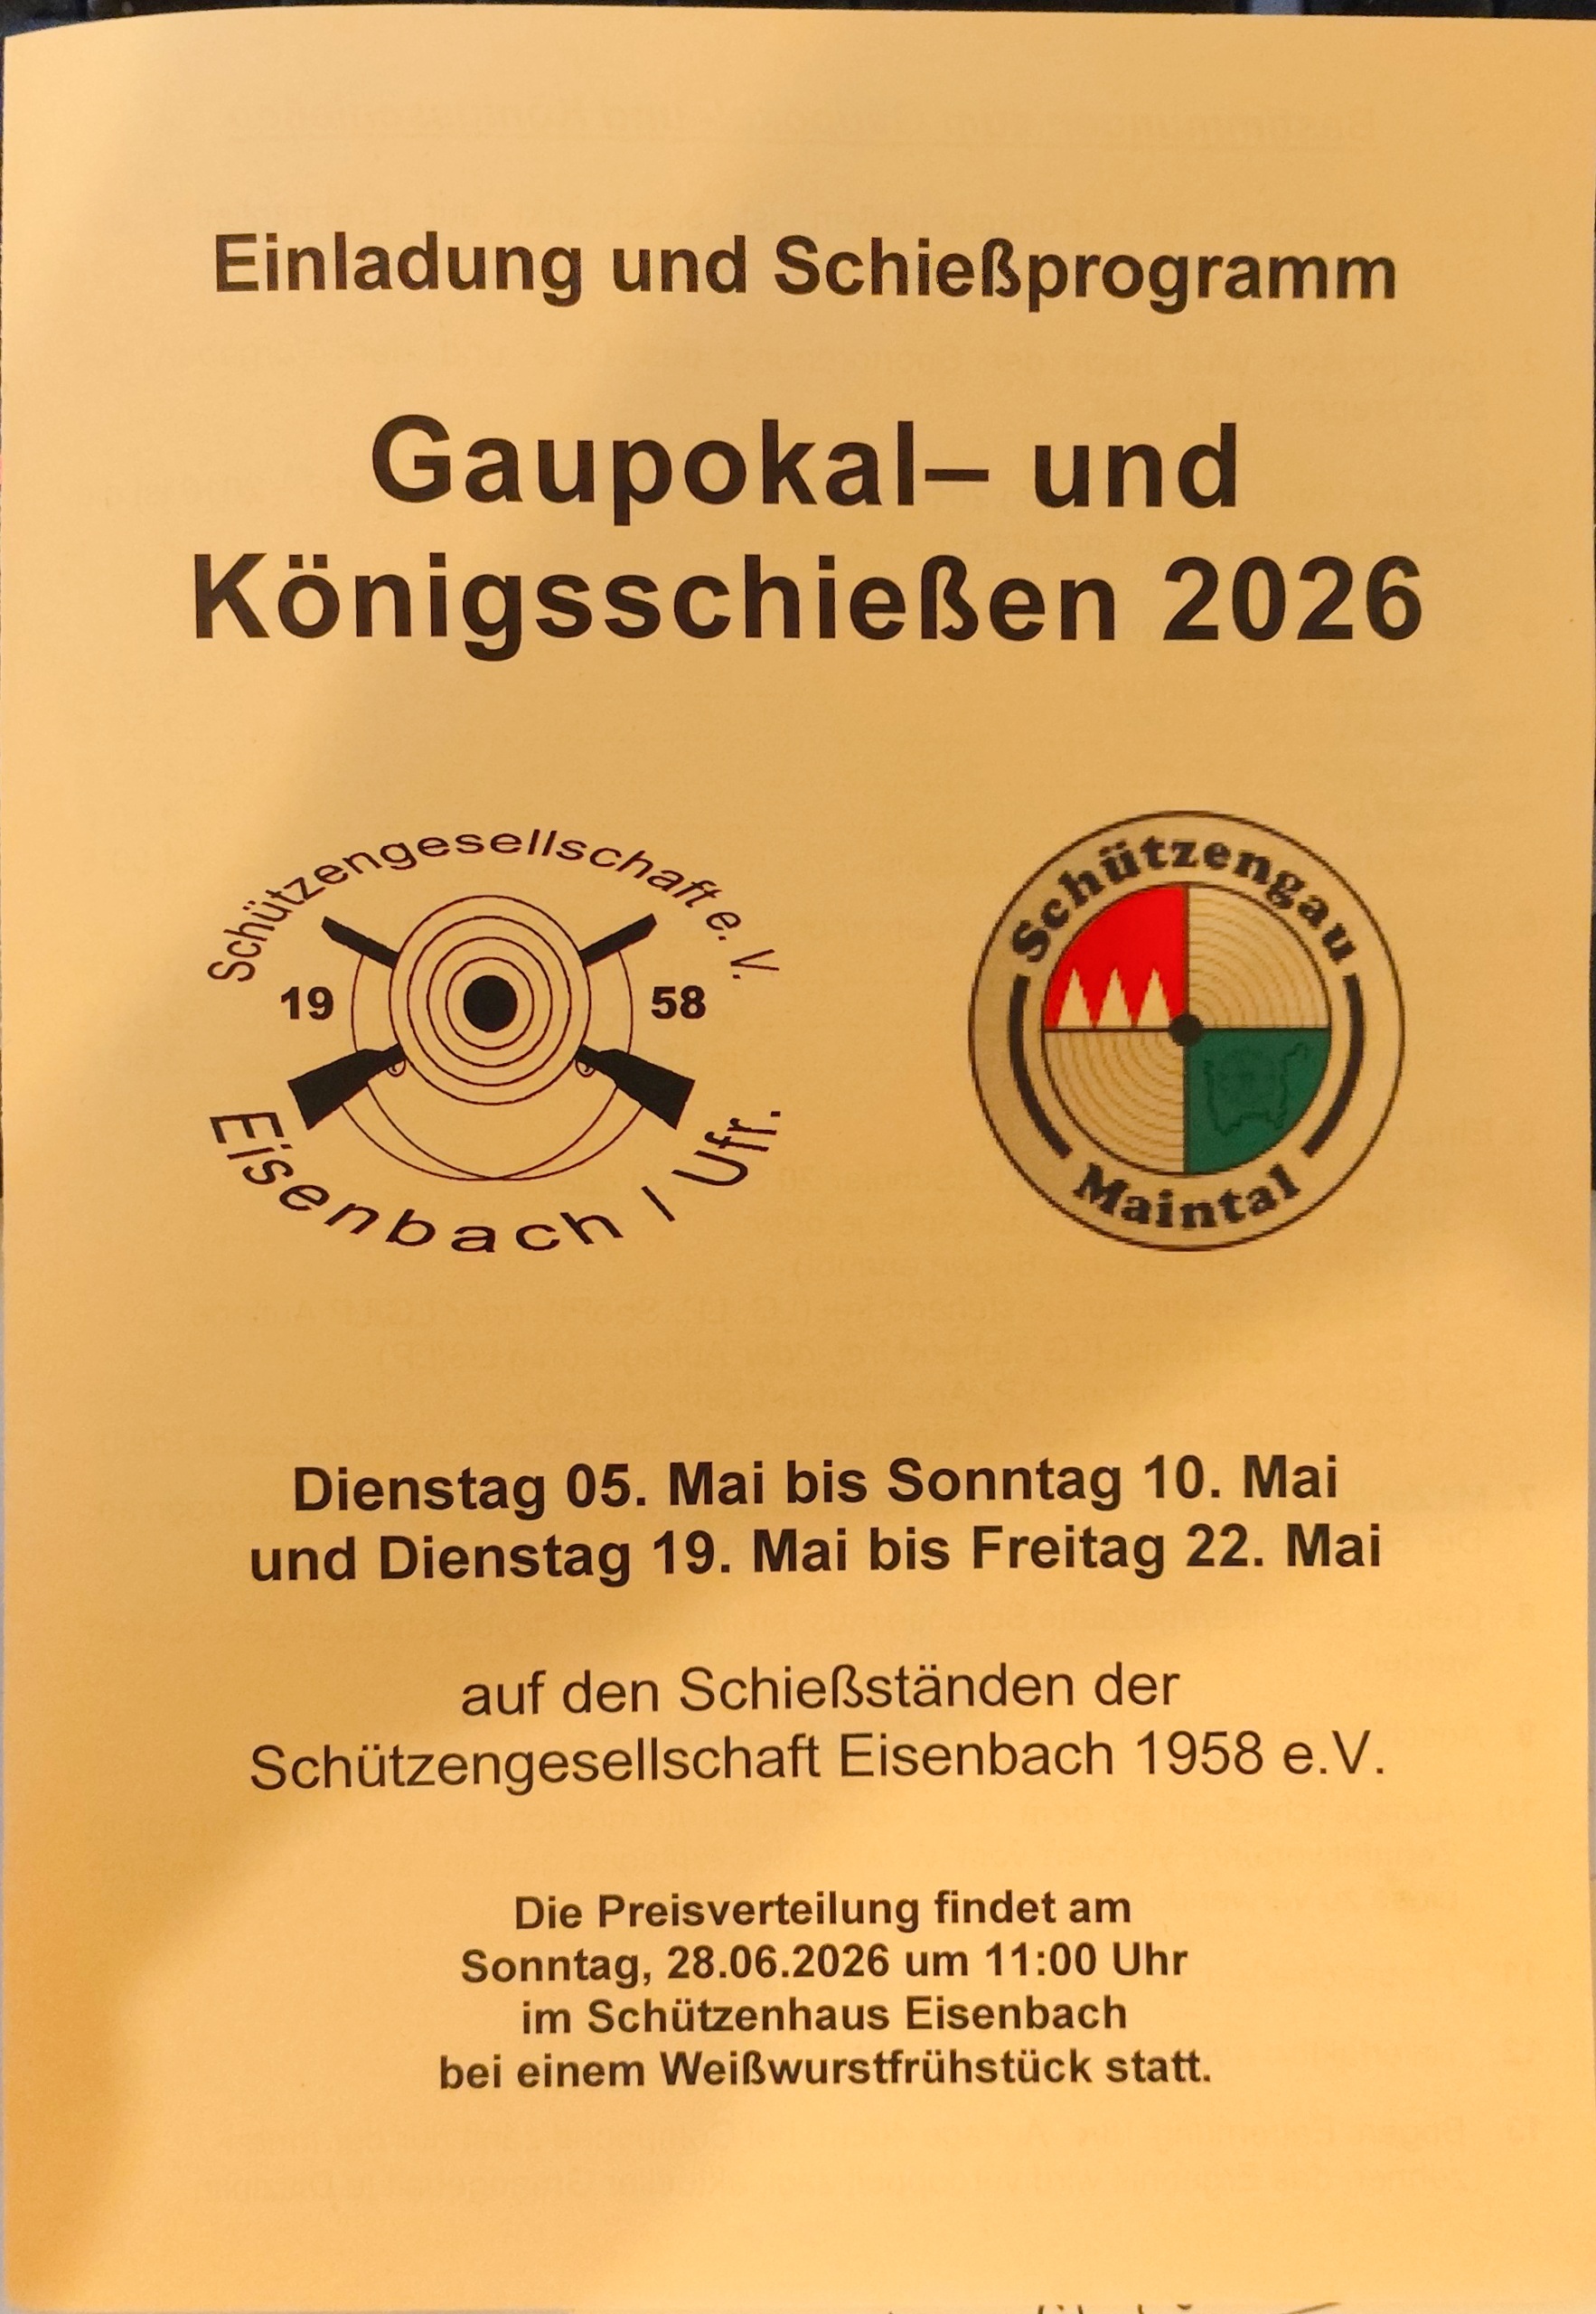 Einladung und Schießprogramm
Gaupokal– und
Königsschießen 2026
Schützengesellschaft e. V.
19 58
Eisenbach / Ufr.
Schützengau
Maintal
Dienstag 05. Mai bis Sonntag 10. Mai
und Dienstag 19. Mai bis Freitag 22. Mai
auf den Schießständen der
Schützengesellschaft Eisenbach 1958 e.V.
Die Preisverteilung findet am
Sonntag, 28.06.2026 um 11:00 Uhr
im Schützenhaus Eisenbach
bei einem Weißwurstfrühstück statt.